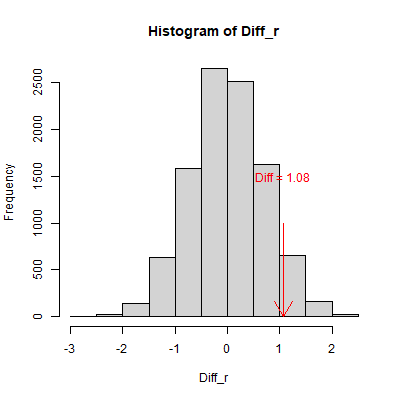 Histogram of Diff_r
Frequency
2500
2000
1500
1000
500
0
Diff = 1.08
-3 -2 -1 0 1 2
Diff_r